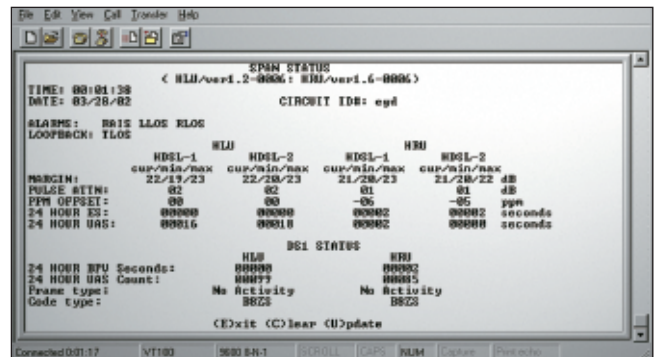 File Edit View Call Transfer Help
SPAN STATUS
( HLU/ver1.2-0006: HRU/ver1.6-0006)
TIME: 00:01:38
DATE: 03/28/02 CIRCUIT ID#: eyd
ALARMS: RAIS LLOS RLOS
LOOPBACK: TLOS
HLU HRU
HDSL-1 HDSL-2 HDSL-1 HDSL-2
cur/min/max cur/min/max cur/min/max cur/min/max
MARGIN: 22/19/23 22/20/23 21/20/23 21/20/22 dB
PULSE ATTN: 02 02 01 01 dB
PPM OFFSET: 00 00 -06 -05 ppm
24 HOUR ES: 00000 00000 00002 00002 seconds
24 HOUR UAS: 00016 00018 00002 00000 seconds
DS1 STATUS
HLU HRU
24 HOUR BPV Seconds: 00000 00002
24 HOUR UAS Count: 00099 00085
Frame type: No Activity No Activity
Code type: B8ZS B8ZS
(E)xit (C)lear (U)pdate
Connected 0:01:17 VT100 9600 8-N-1 SCROLL CAPS NUM Capture Print echo